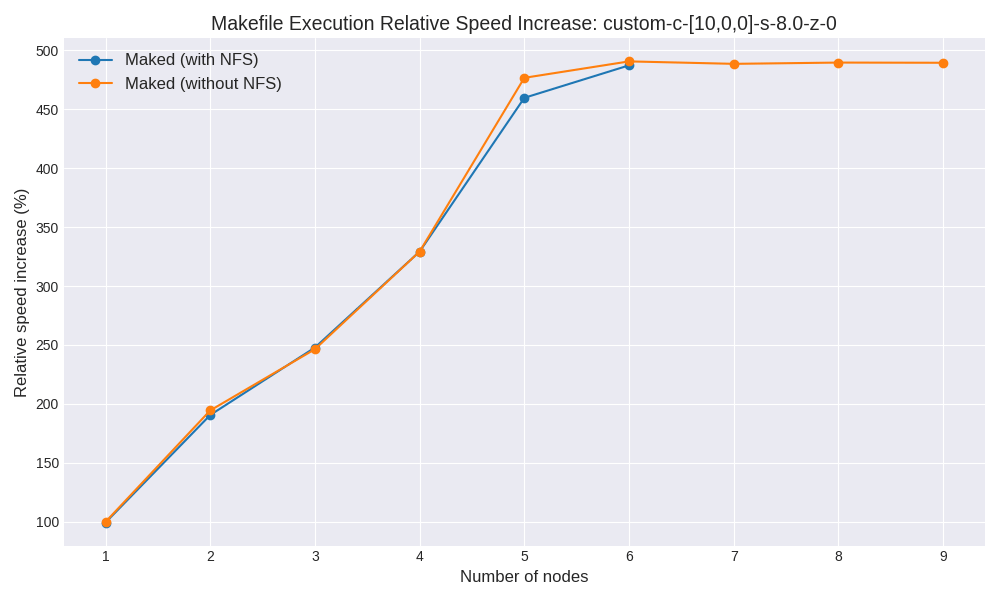 Makefile Execution Relative Speed Increase: custom-c-[10,0,0]-s-8.0-z-0
Maked (with NFS)
Maked (without NFS)
Relative speed increase (%)
500
450
400
350
300
250
200
150
100
1 2 3 4 5 6 7 8 9
Number of nodes